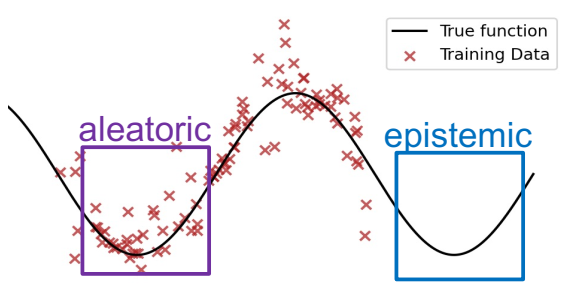 True function
Training Data
aleatoric
epistemic